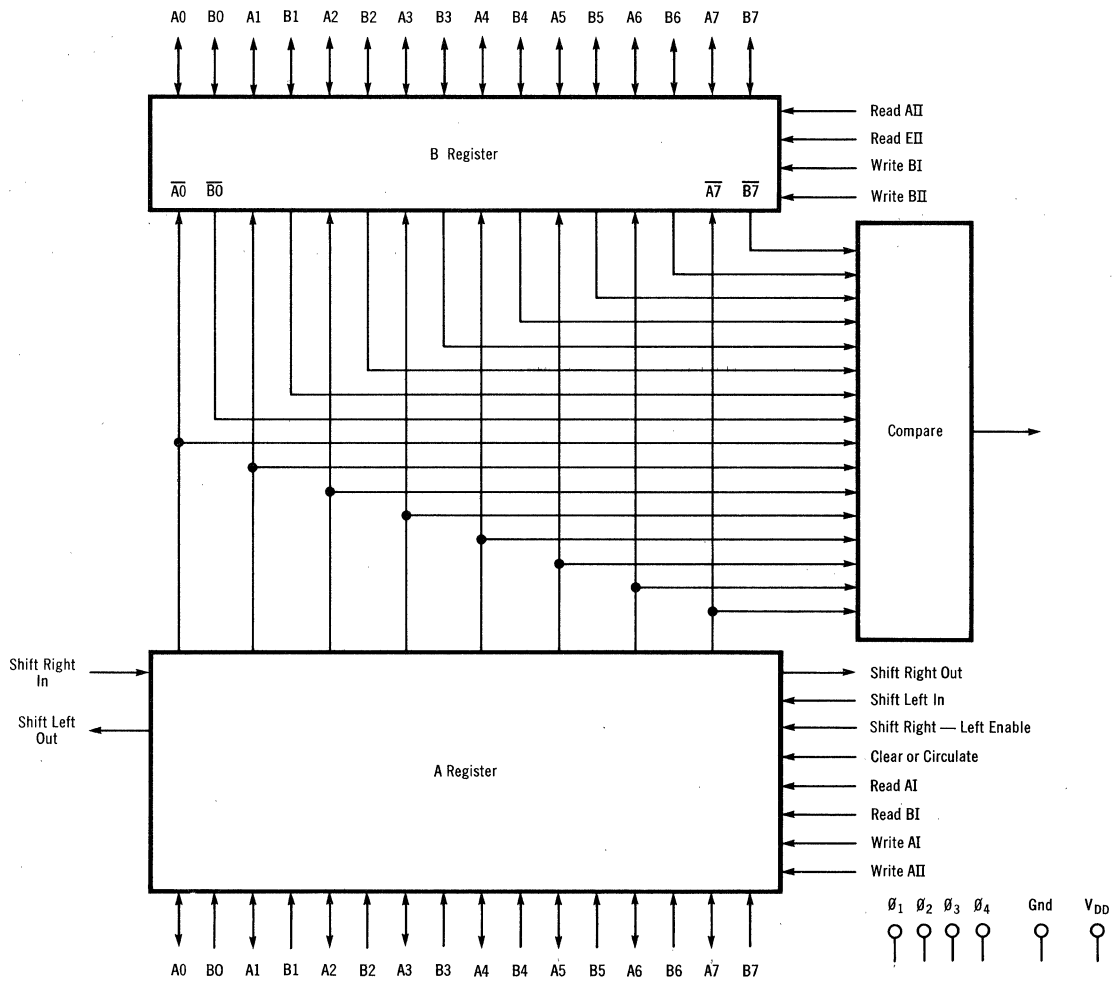 A0 B0 A1 B1 A2 B2 A3 B3 A4 B4 A5 B5 A6 B6 A7 B7
Read AII
Read EII
B Register
Write BI
A0 B0 A7 B7
Write BII
Compare
Shift Right
In
Shift Right Out
Shift Left In
Shift Left
Out
Shift Right — Left Enable
Clear or Circulate
A Register
Read AI
Read BI
Write AI
Write AII
Ø1 Ø2 Ø3 Ø4 Gnd VDD
A0 B0 A1 B1 A2 B2 A3 B3 A4 B4 A5 B5 A6 B6 A7 B7